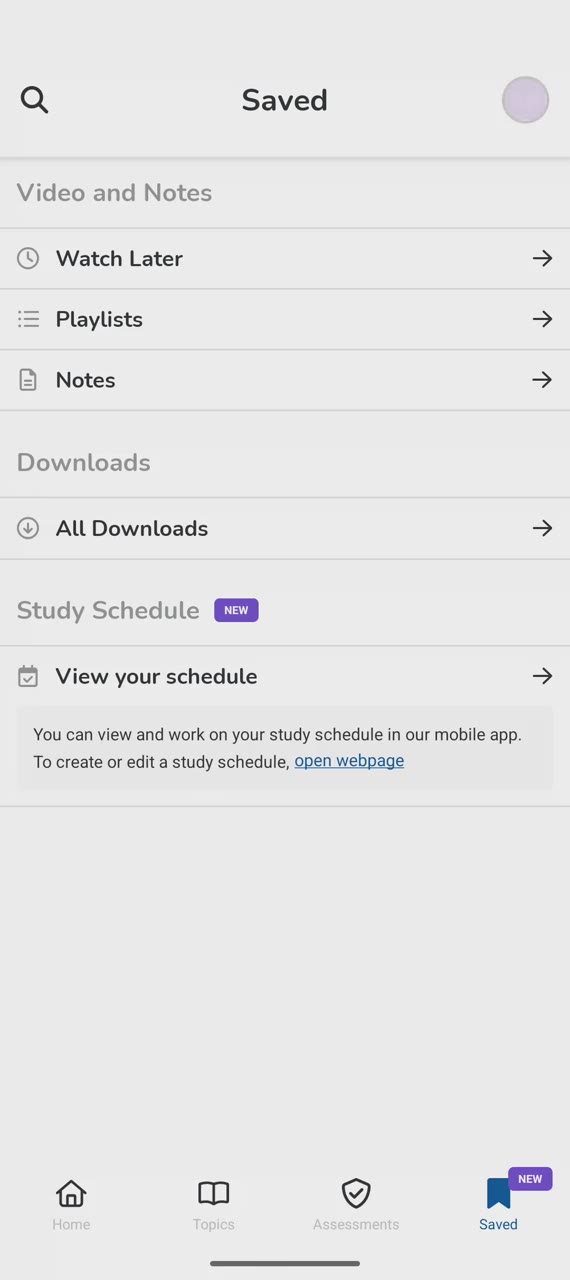 Saved
Video and Notes
Watch Later
Playlists
Notes
Downloads
All Downloads
Study Schedule NEW
View your schedule
You can view and work on your study schedule in our mobile app.
To create or edit a study schedule, open webpage
NEW
Home Topics Assessments Saved